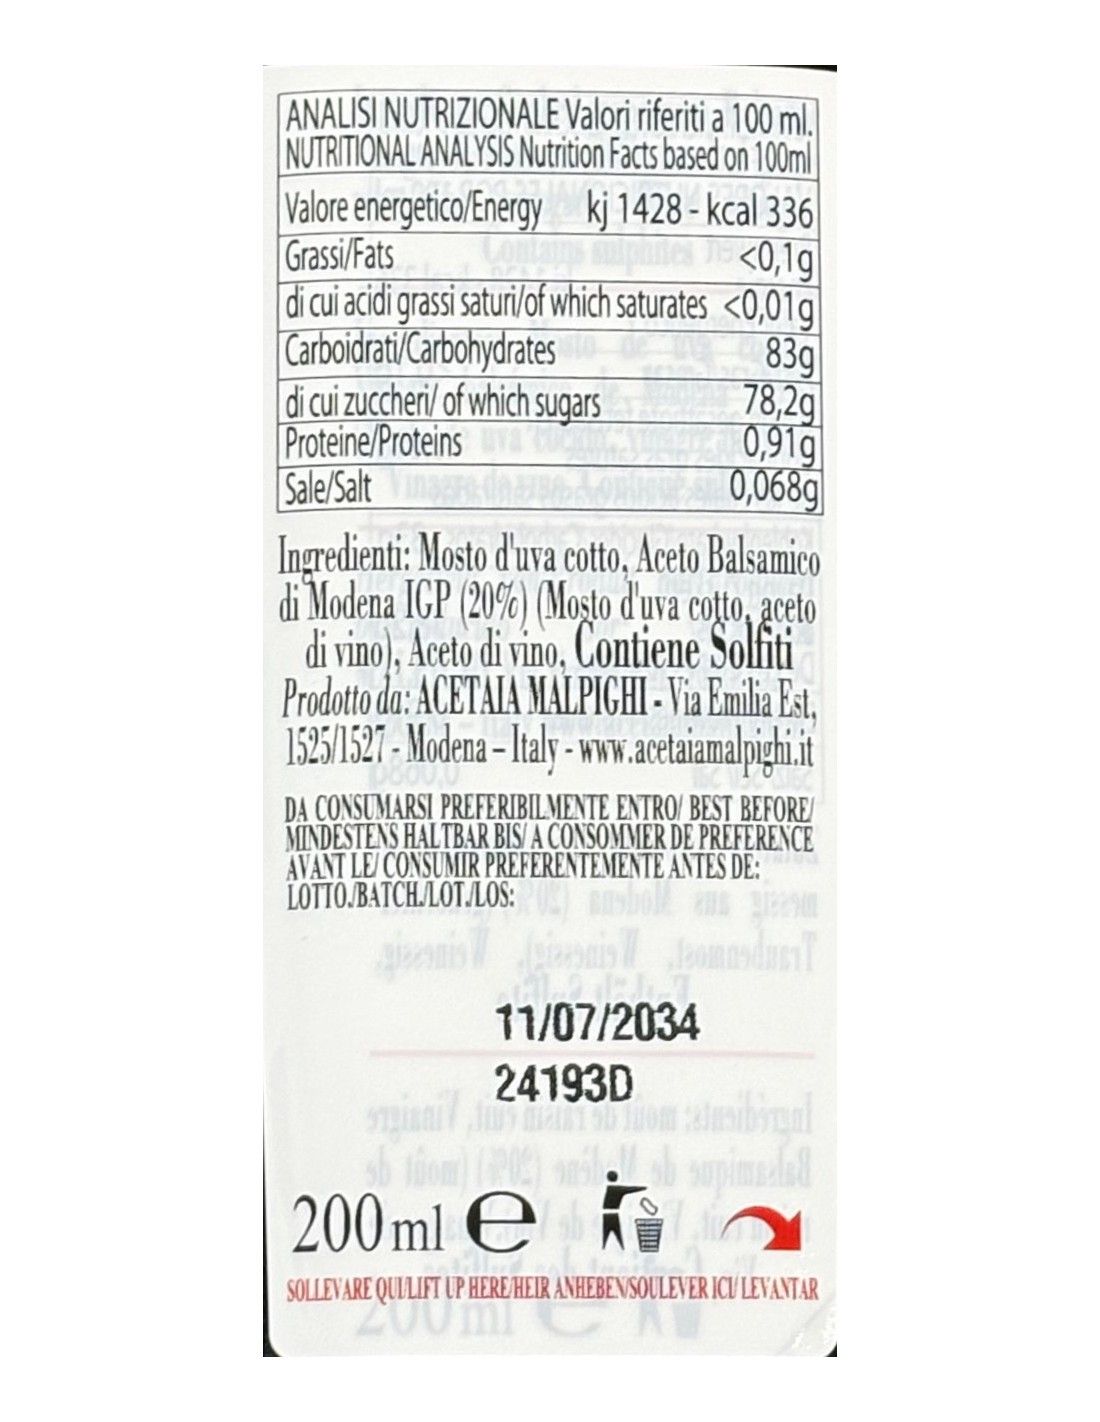 ANALISI NUTRIZIONALE Valori riferiti a 100 ml.
NUTRITIONAL ANALYSIS Nutrition Facts based on 100ml
Valore energetico/Energy kj 1428 - kcal 336
Grassi/Fats <0,1g
di cui acidi grassi saturi/of which saturates <0,01g
Carboidrati/Carbohydrates 83g
di cui zuccheri/ of which sugars 78,2g
Proteine/Proteins 0,91g
Sale/Salt 0,068g
Ingredienti: Mosto d'uva cotto, Aceto Balsamico
di Modena IGP (20%) (Mosto d'uva cotto, aceto
di vino), Aceto di vino, Contiene Solfiti
Prodotto da: ACETAIA MALPIGHI - Via Emilia Est,
1525/1527 - Modena – Italy - www.acetaiamalpighi.it
DA CONSUMARSI PREFERIBILMENTE ENTRO/ BEST BEFORE/
MINDESTENS HALTBAR BIS/ A CONSOMMER DE PREFERENCE
AVANT LE/ CONSUMIR PREFERENTEMENTE ANTES DE:
LOTTO./BATCH./LOT./LOS:
11/07/2034
24193D
200 ml e
SOLLEVARE QUI/LIFT UP HERE/HEIR ANHEBEN/SOULEVER ICI/ LEVANTAR